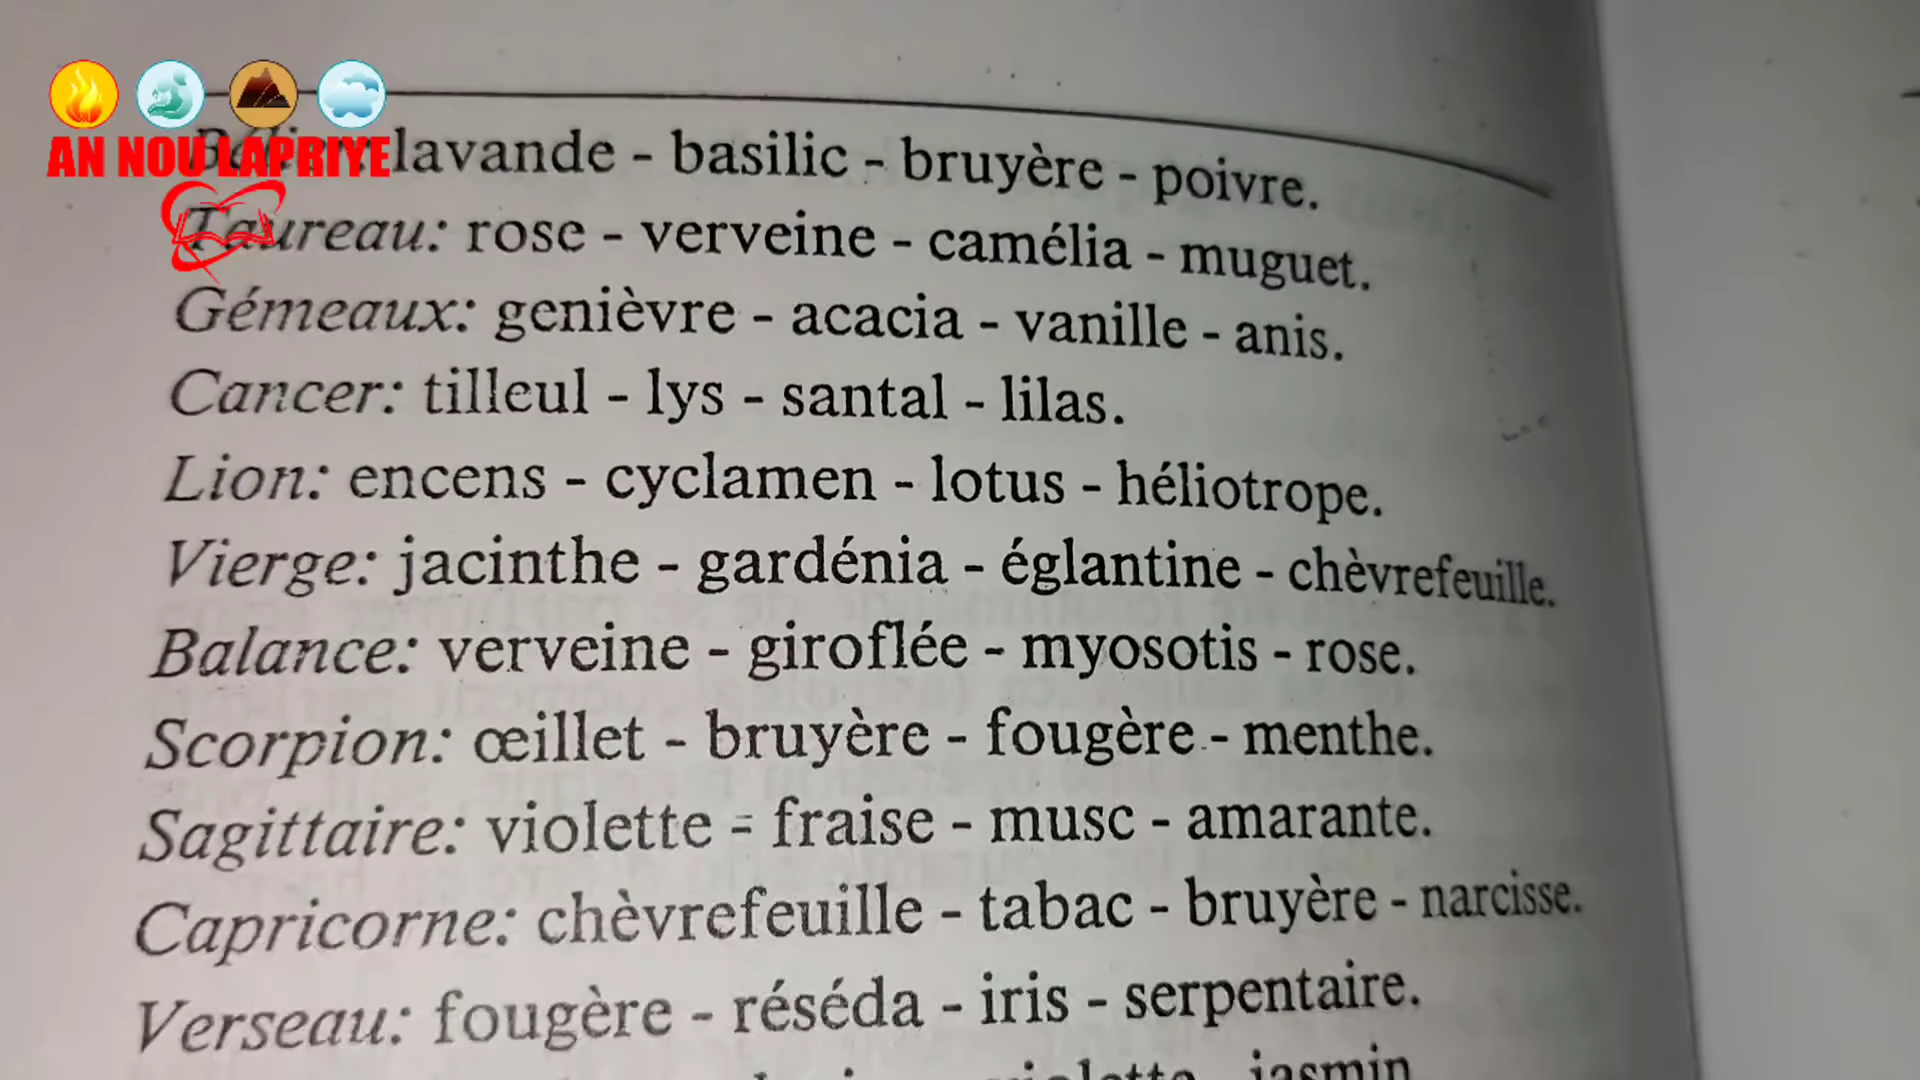 AN NOU LAPRIYE
Bélier: lavande - basilic - bruyère - poivre.
Taureau: rose - verveine - camélia - muguet.
Gémeaux: genièvre - acacia - vanille - anis.
Cancer: tilleul - lys - santal - lilas.
Lion: encens - cyclamen - lotus - héliotrope.
Vierge: jacinthe - gardénia - églantine - chèvrefeuille.
Balance: verveine - giroflée - myosotis - rose.
Scorpion: œillet - bruyère - fougère - menthe.
Sagittaire: violette - fraise - musc - amarante.
Capricorne: chèvrefeuille - tabac - bruyère - narcisse.
Verseau: fougère - réséda - iris - serpentaire.
violette jasmin